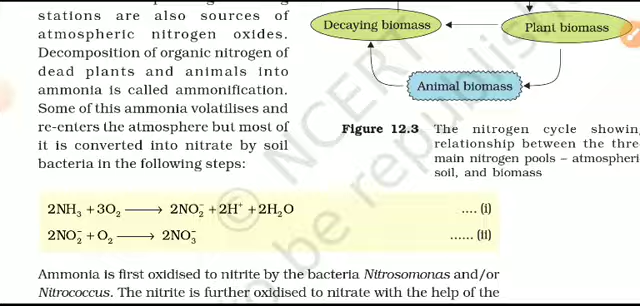 stations are also sources of
atmospheric nitrogen oxides.
Decomposition of organic nitrogen of
dead plants and animals into
ammonia is called ammonification.
Some of this ammonia volatilises and
re-enters the atmosphere but most of
it is converted into nitrate by soil
bacteria in the following steps:
Decaying biomass
Plant biomass
Animal biomass
Figure 12.3 The nitrogen cycle showin
relationship between the thre
main nitrogen pools – atmospheri
soil, and biomass
2NH₃ + 3O₂ ⟶ 2NO₂⁻ + 2H⁺ + 2H₂O .... (i)
2NO₂⁻ + O₂ ⟶ 2NO₃⁻ ...... (ii)
Ammonia is first oxidised to nitrite by the bacteria Nitrosomonas and/or
Nitrococcus. The nitrite is further oxidised to nitrate with the help of the
© NCERT
be republish